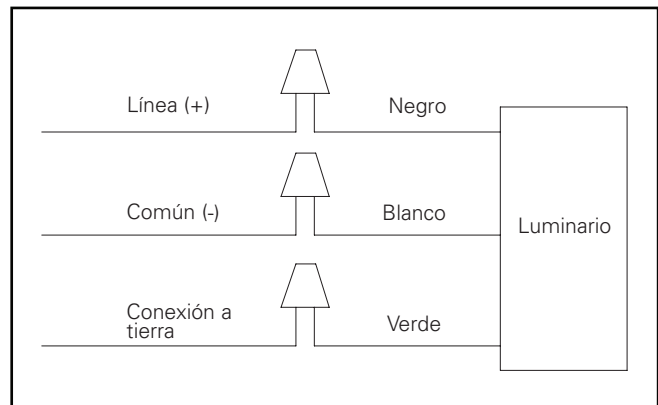 Línea (+)
Negro
Común (-)
Blanco
Luminario
Conexión a
tierra
Verde